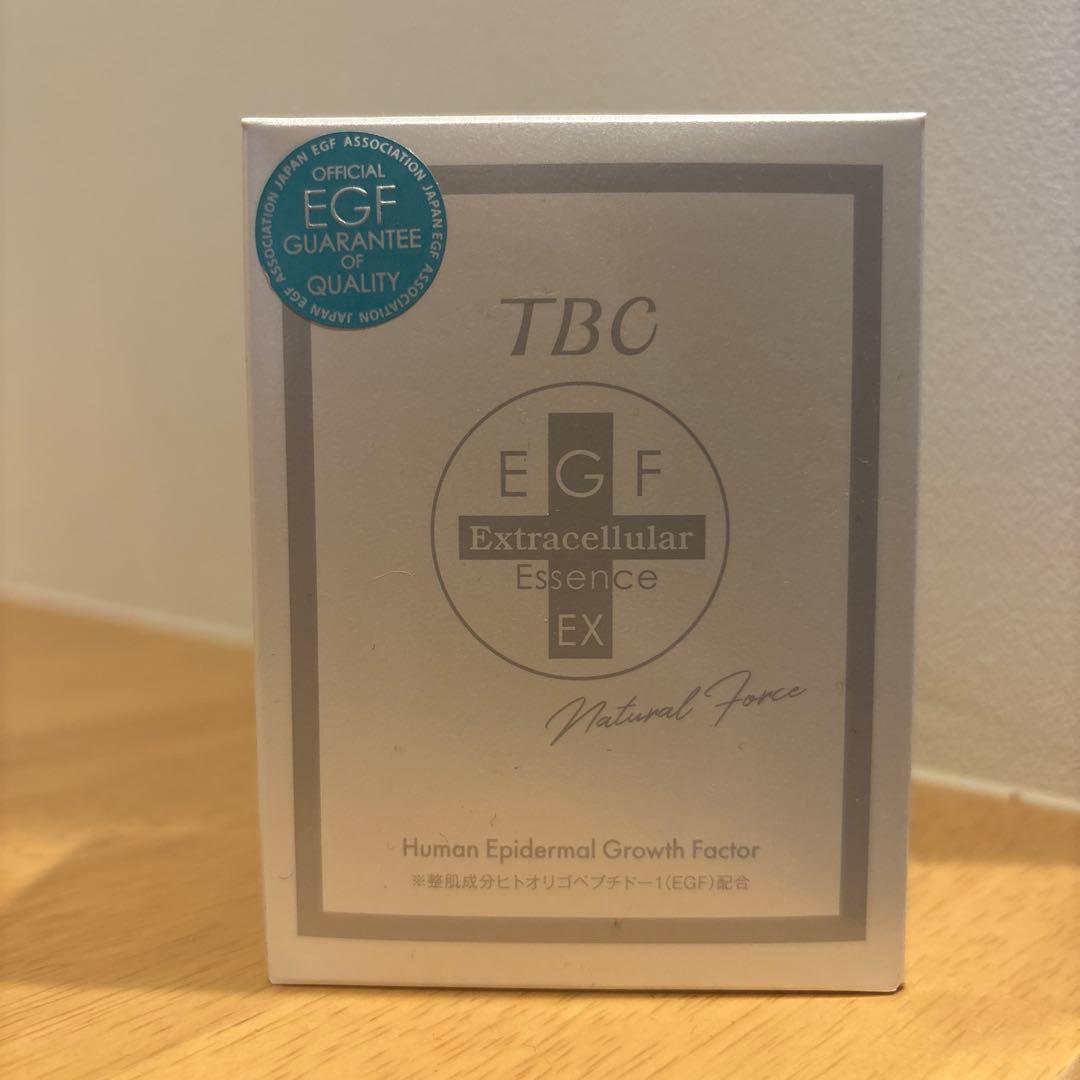 JAPAN EGF ASSOCIATION JAPAN EGF ASSOCIATION JAPAN EGF ASSOCIATION
OFFICIAL
EGF
GUARANTEE
OF
QUALITY
TBC
EGF
Extracellular
Essence
EX
Natural Force
Human Epidermal Growth Factor
※整肌成分ヒトオリゴペプチドー1(EGF)配合